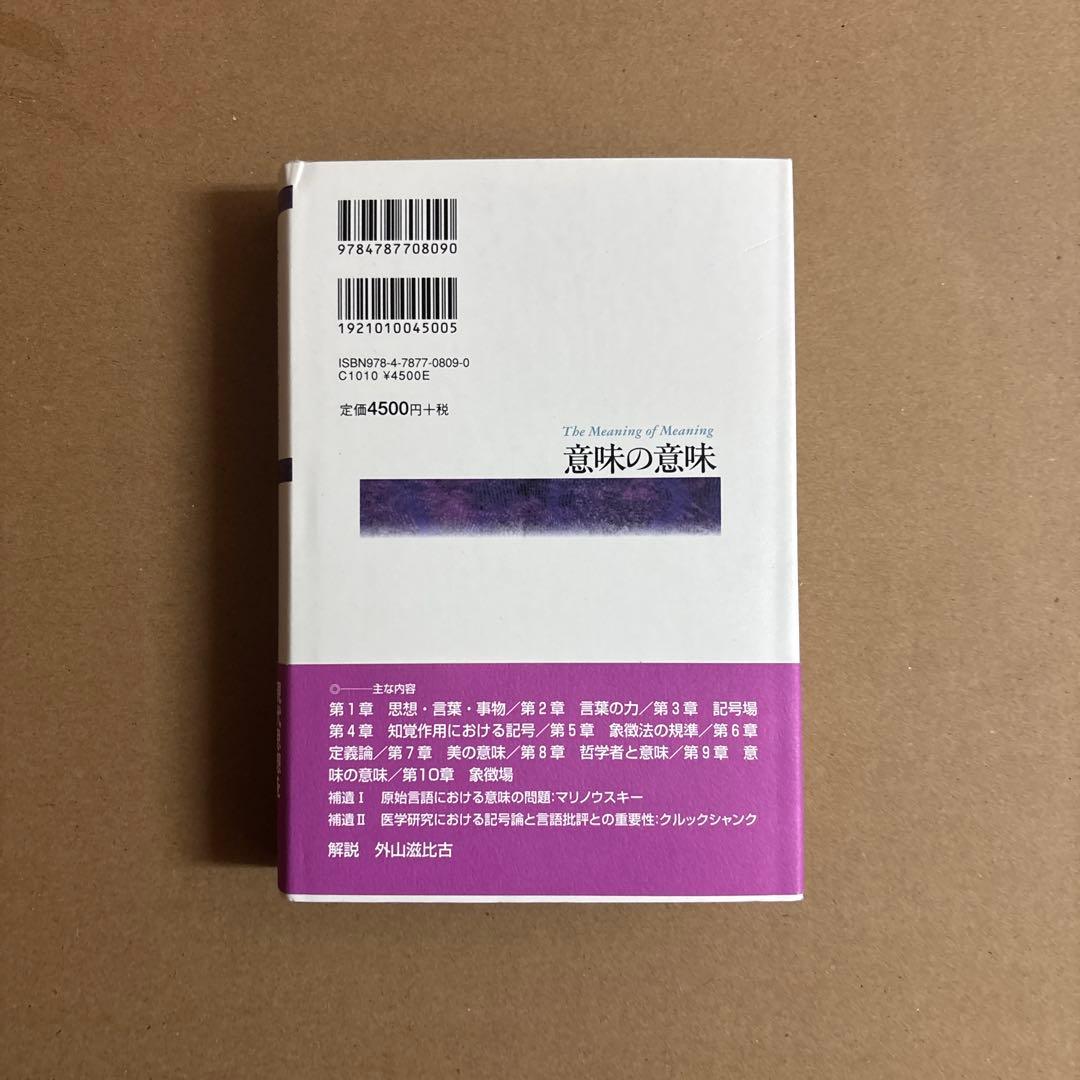 9784787708090
1921010045005
ISBN978-4-7877-0809-0
C1010 ¥4500E
定価4500円+税
The Meaning of Meaning
意味の意味
◎―――主な内容
第1章 思想・言葉・事物／第2章 言葉の力／第3章 記号場
第4章 知覚作用における記号／第5章 象徴法の規準／第6章
定義論／第7章 美の意味／第8章 哲学者と意味／第9章 意
味の意味／第10章 象徴場
補遺Ⅰ 原始言語における意味の問題：マリノウスキー
補遺Ⅱ 医学研究における記号論と言語批評との重要性：クルックシャンク
解説 外山滋比古